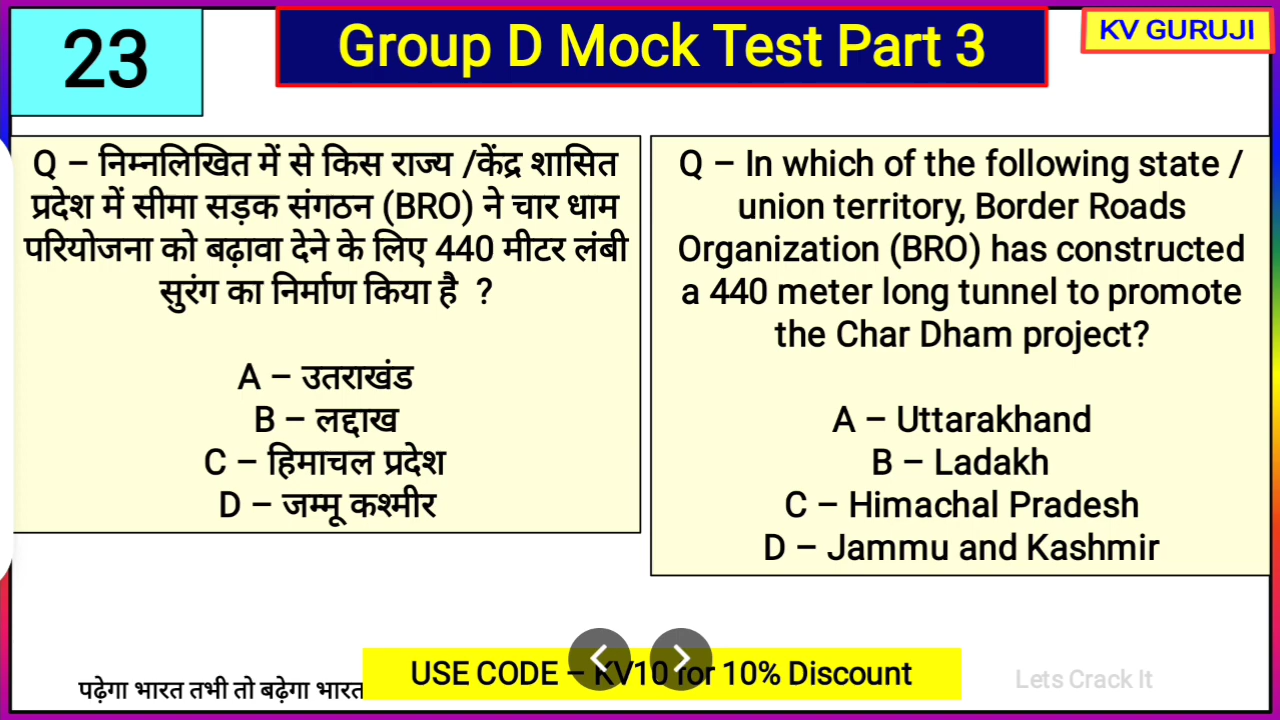 23
Group D Mock Test Part 3
KV GURUJI
Q – निम्नलिखित में से किस राज्य /केंद्र शासित
प्रदेश में सीमा सड़क संगठन (BRO) ने चार धाम
परियोजना को बढ़ावा देने के लिए 440 मीटर लंबी
सुरंग का निर्माण किया है ?
A – उतराखंड
B – लद्दाख
C – हिमाचल प्रदेश
D – जम्मू कश्मीर
Q – In which of the following state /
union territory, Border Roads
Organization (BRO) has constructed
a 440 meter long tunnel to promote
the Char Dham project?
A – Uttarakhand
B – Ladakh
C – Himachal Pradesh
D – Jammu and Kashmir
पढ़ेगा भारत तभी तो बढ़ेगा भारत
USE CODE – KV10 for 10% Discount
Lets Crack It